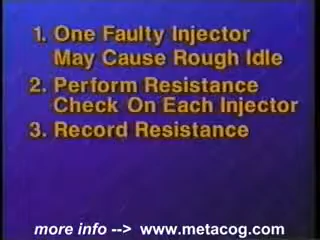 1. One Faulty Injector
May Cause Rough Idle
2. Perform Resistance
Check On Each Injector
3. Record Resistance
more info --> www.metacog.com